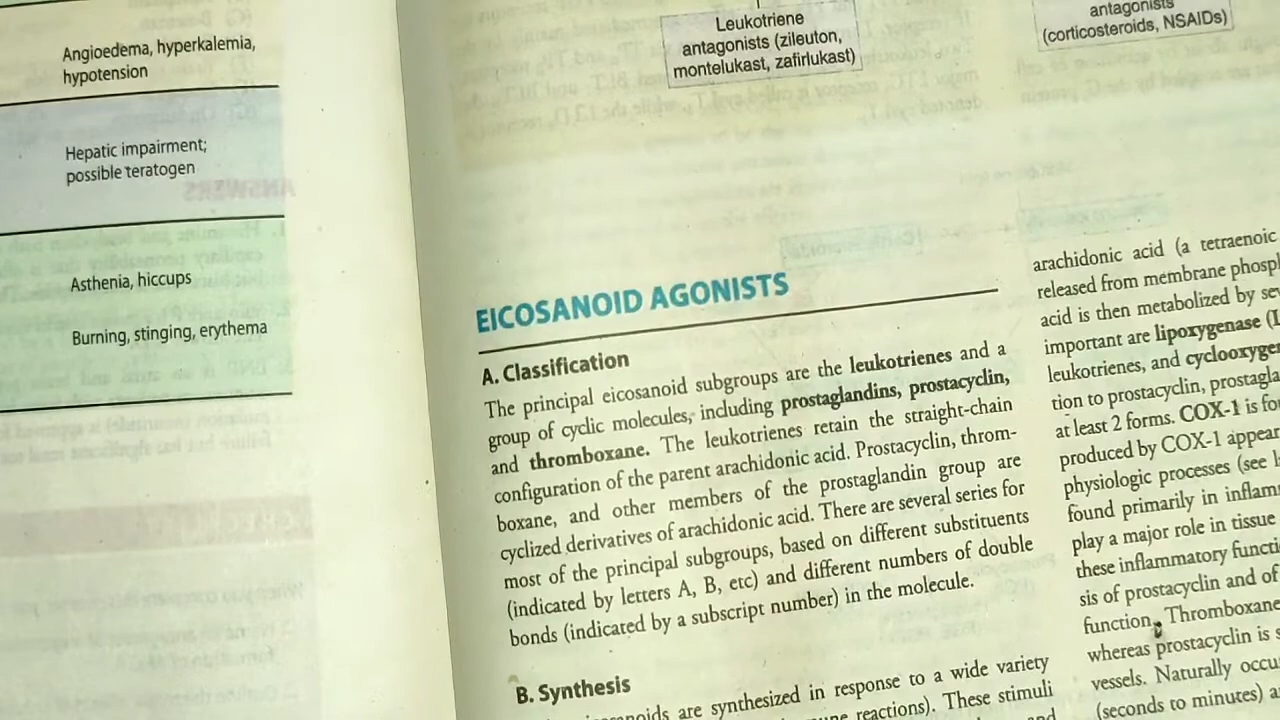 Angioedema, hyperkalemia,
hypotension
Hepatic impairment;
possible teratogen
Asthenia, hiccups
Burning, stinging, erythema
Leukotriene
antagonists (zileuton,
montelukast, zafirlukast)
antagonists
(corticosteroids, NSAIDs)
EICOSANOID AGONISTS
A. Classification
The principal eicosanoid subgroups are the leukotrienes and a
group of cyclic molecules, including prostaglandins, prostacyclin,
and thromboxane. The leukotrienes retain the straight-chain
configuration of the parent arachidonic acid. Prostacyclin, throm-
boxane, and other members of the prostaglandin group are
cyclized derivatives of arachidonic acid. There are several series for
most of the principal subgroups, based on different substituents
(indicated by letters A, B, etc) and different numbers of double
bonds (indicated by a subscript number) in the molecule.
B. Synthesis
are synthesized in response to a wide variety
reactions). These stimuli
and
arachidonic acid (a tetraenoic
released from membrane
acid is then metabolized by
important are lipoxygenase
leukotrienes, and
tion to prostacyclin,
at least 2 forms. COX-1 is
produced by COX-1
physiologic processes (see
found primarily in
play a major role in tissue
these inflammatory
sis of prostacyclin and of
function. Thromboxane
whereas prostacyclin is
vessels. Naturally
(seconds to minutes)